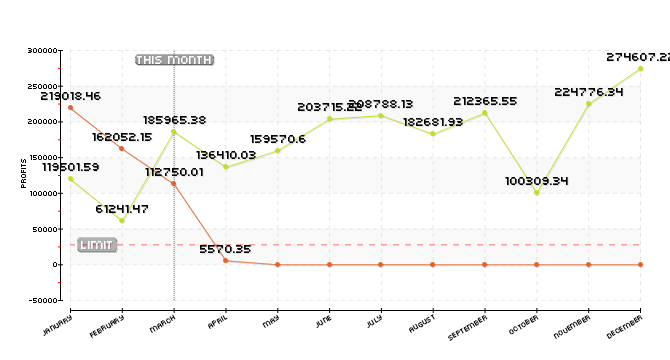 300000
THIS MONTH
274607.22
250000
219018.46
224776.34
203715.22
208788.13
212365.55
200000
185965.38
182681.93
162052.15
159570.6
150000
136410.03
119501.59
112750.01
100309.34
100000
61241.47
50000
LIMIT
5570.35
0
-50000
PROFITS
JANUARY
FEBRUARY
MARCH
APRIL
MAY
JUNE
JULY
AUGUST
SEPTEMBER
OCTOBER
NOVEMBER
DECEMBER